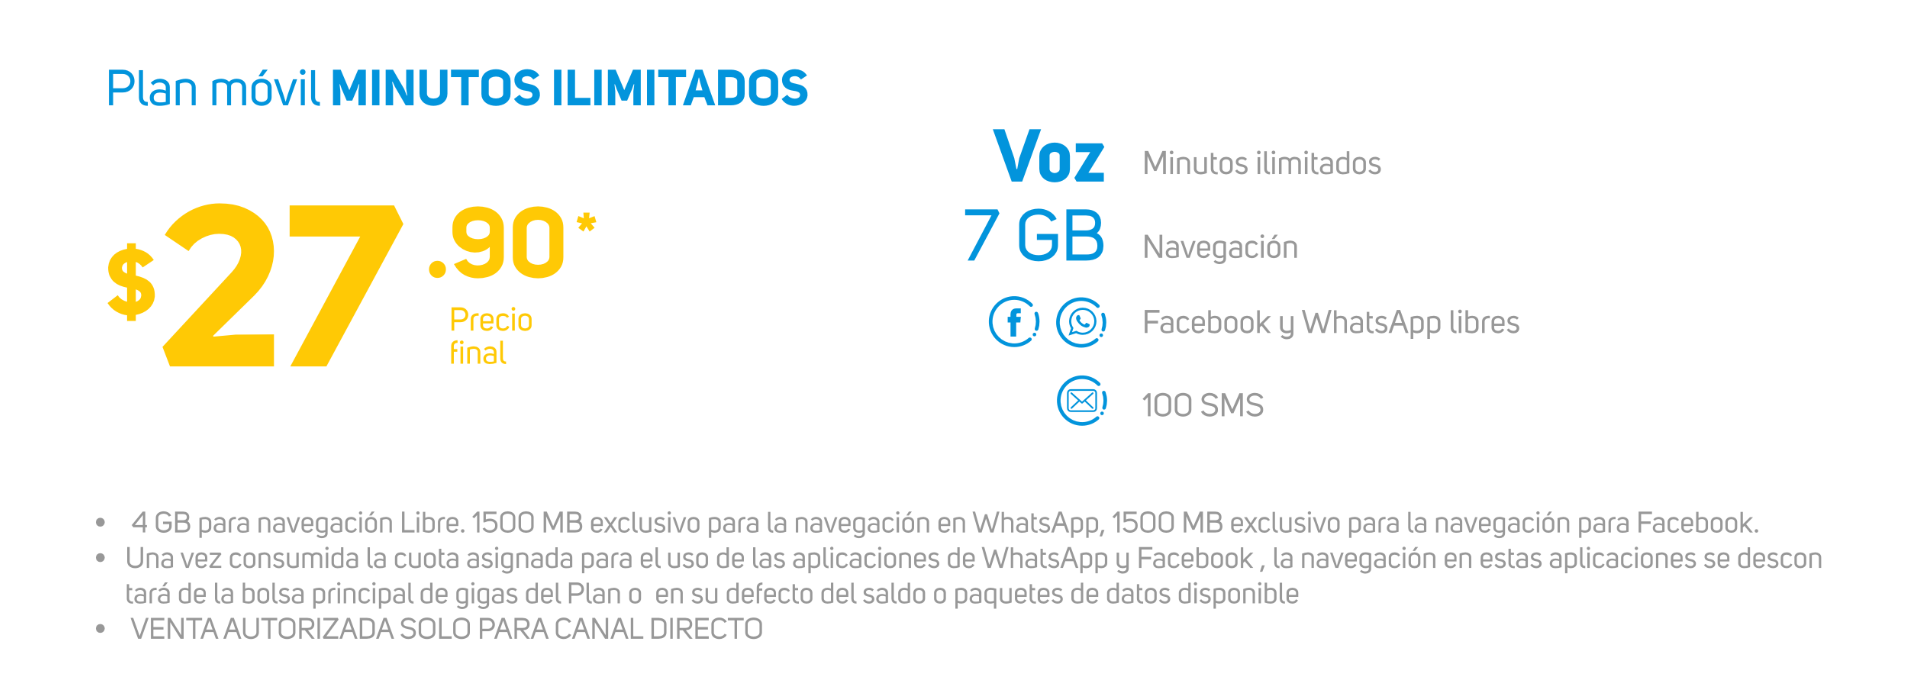 Plan móvil MINUTOS ILIMITADOS
$27.90*
Precio
final
Voz Minutos ilimitados
7 GB Navegación
Facebook y WhatsApp libres
100 SMS
• 4 GB para navegación Libre. 1500 MB exclusivo para la navegación en WhatsApp, 1500 MB exclusivo para la navegación para Facebook.
• Una vez consumida la cuota asignada para el uso de las aplicaciones de WhatsApp y Facebook , la navegación en estas aplicaciones se descon
tará de la bolsa principal de gigas del Plan o en su defecto del saldo o paquetes de datos disponible
• VENTA AUTORIZADA SOLO PARA CANAL DIRECTO